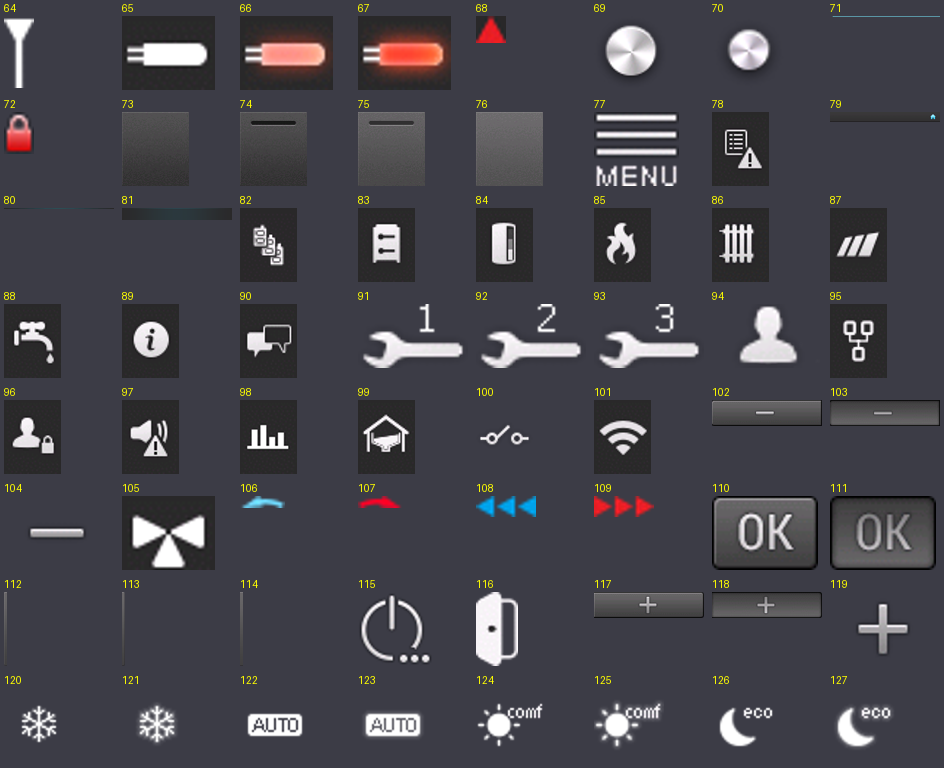 64 65 66 67 68 69 70 71
72 73 74 75 76 77 78 79
MENU
80 81 82 83 84 85 86 87
88 89 90 91 92 93 94 95
i 1 2 3
96 97 98 99 100 101 102 103
104 105 106 107 108 109 110 111
OK OK
112 113 114 115 116 117 118 119
120 121 122 123 124 125 126 127
AUTO AUTO comf comf eco eco